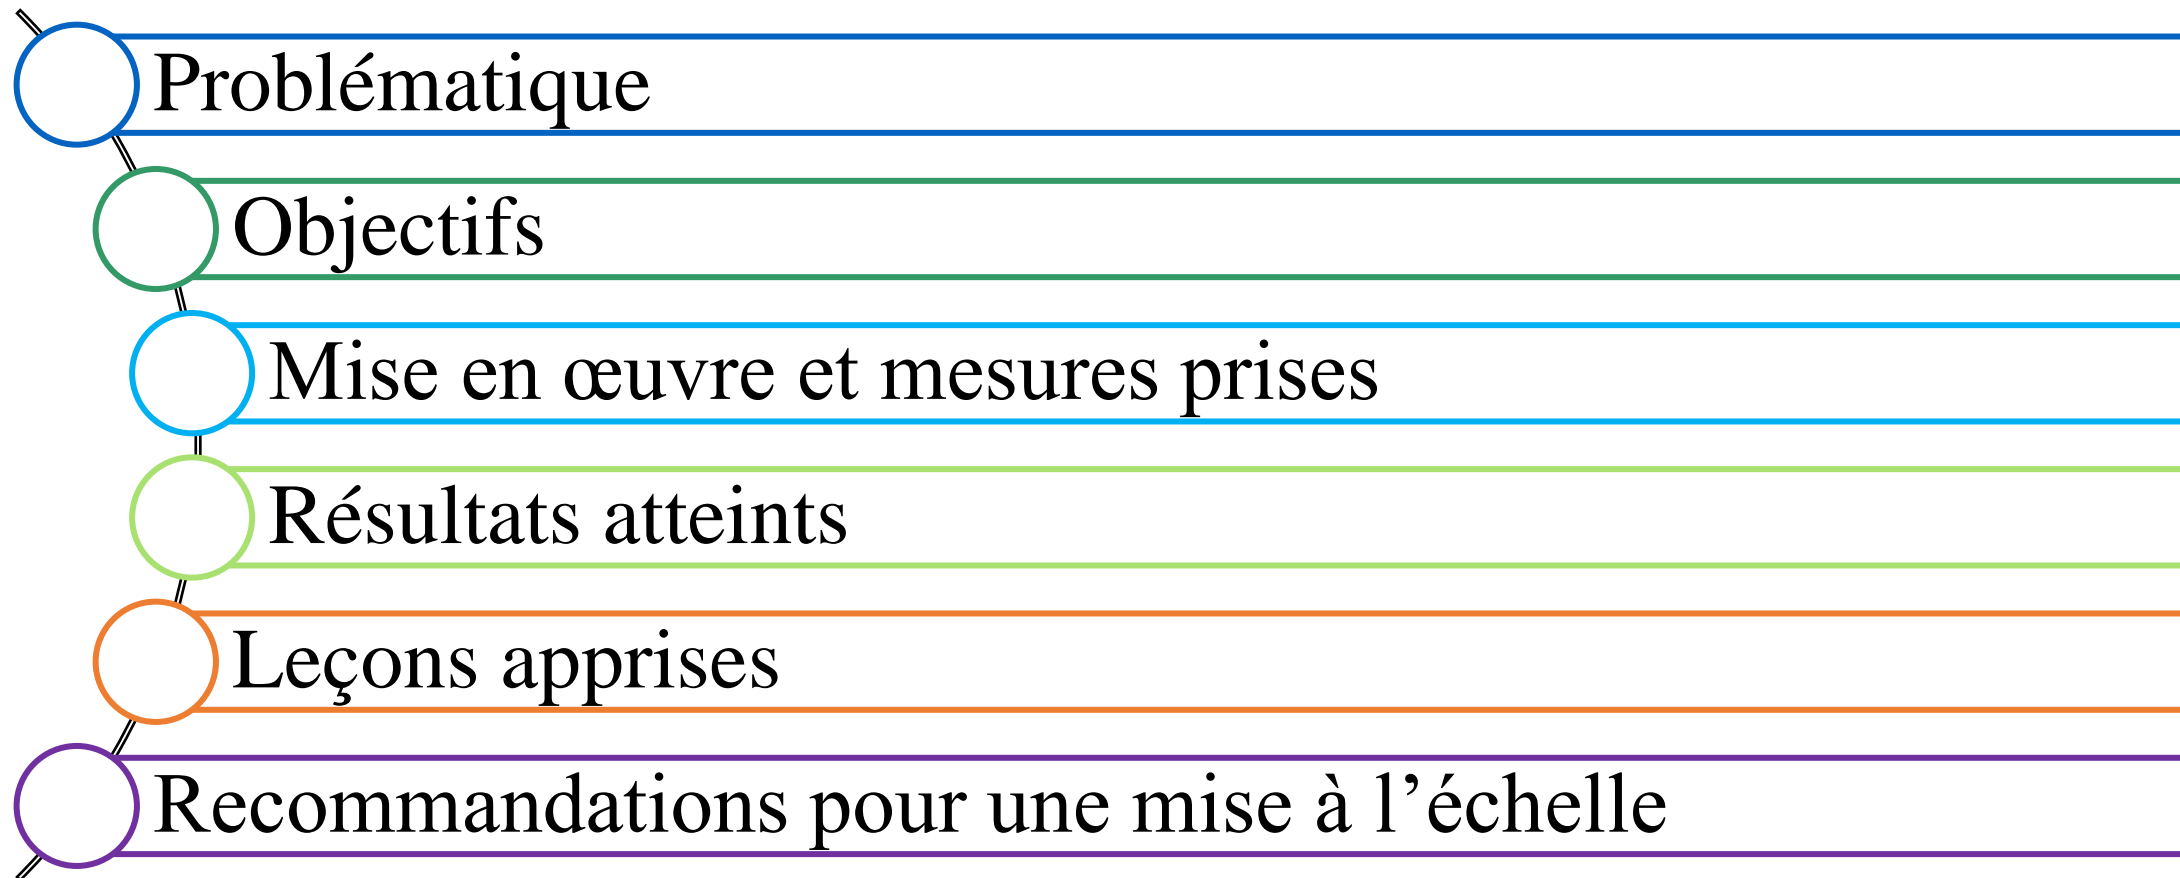 Problématique
Objectifs
Mise en œuvre et mesures prises
Résultats atteints
Leçons apprises
Recommandations pour une mise à l’échelle